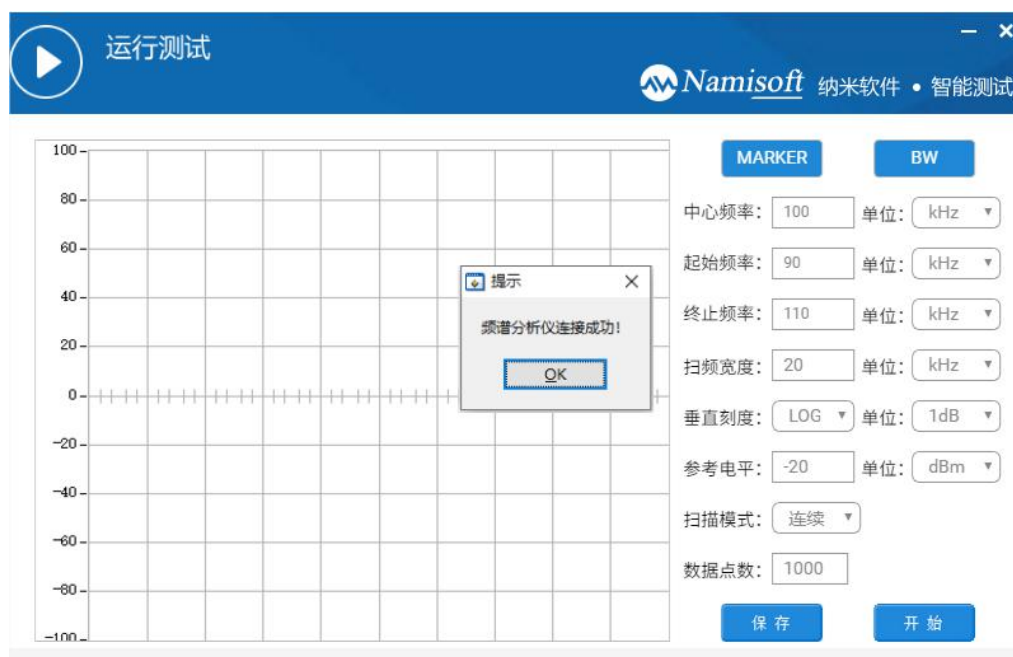 运行测试
Namisoft 纳米软件 • 智能测试
MARKER BW
中心频率： 100 单位： kHz
起始频率： 90 单位： kHz
终止频率： 110 单位： kHz
扫频宽度： 20 单位： kHz
垂直刻度： LOG 单位： 1dB
参考电平： -20 单位： dBm
扫描模式： 连续
数据点数： 1000
保存 开始
100
80
60
40
20
0
-20
-40
-60
-80
-100
提示
频谱分析仪连接成功!
OK